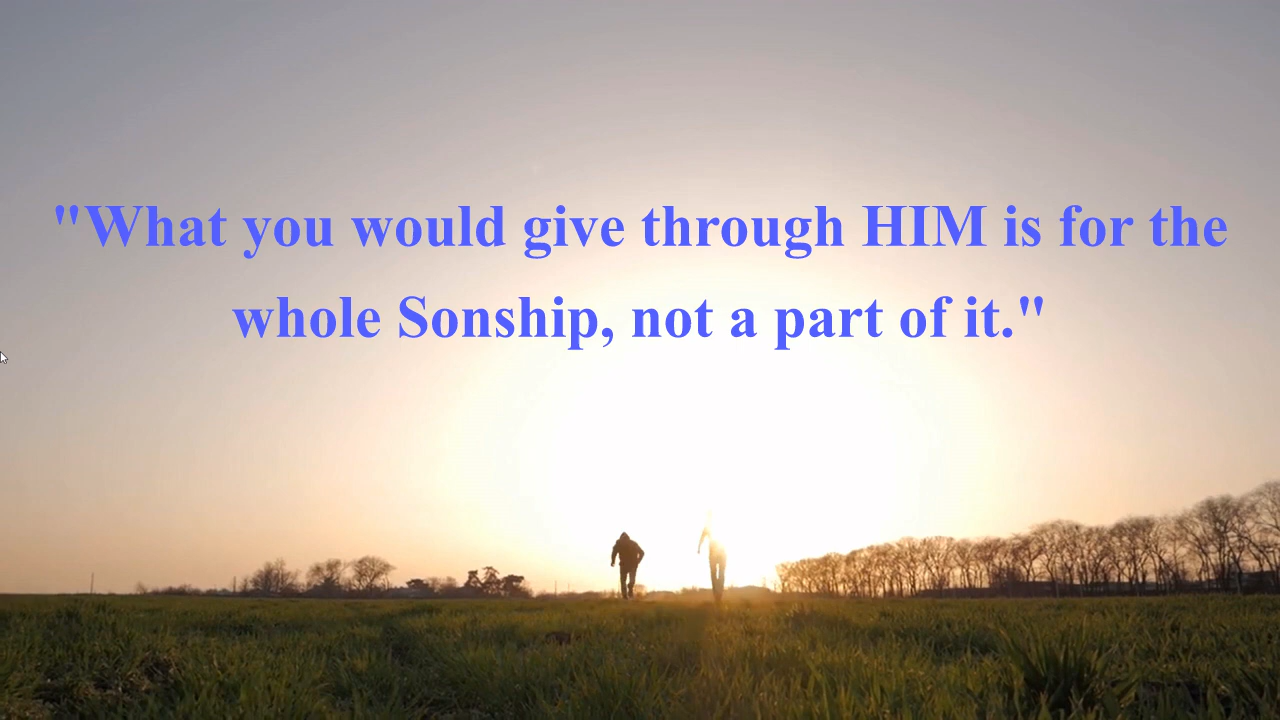 "What you would give through HIM is for the
whole Sonship, not a part of it."